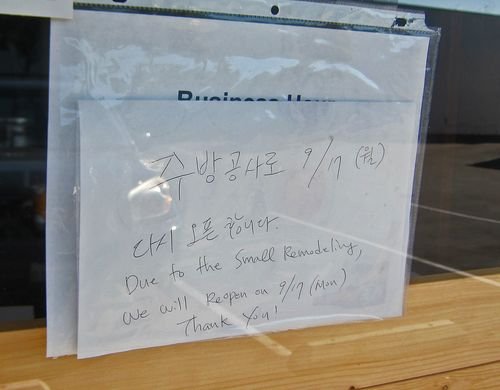 Business Hour
주방공사로 9/17 (월)
다시 오픈 합니다.
Due to the Small Remodeling,
we will Reopen on 9/17 (Mon)
Thank You!